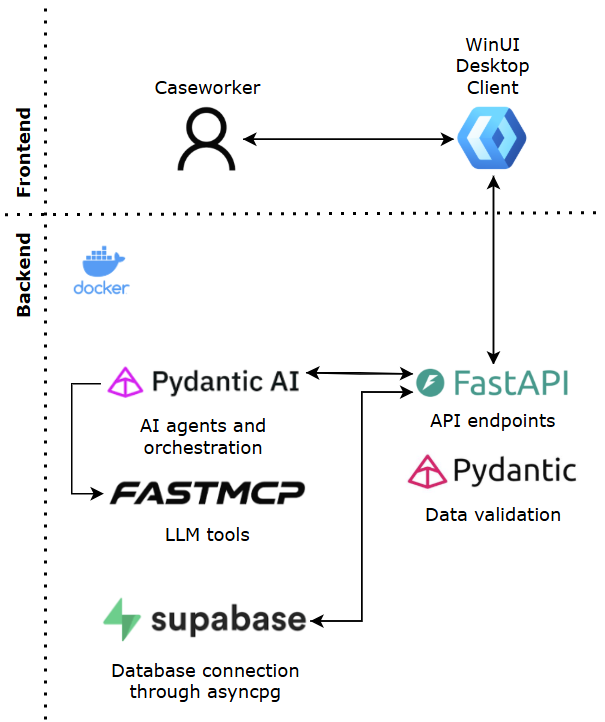 WinUI
Desktop
Client
Caseworker
Frontend
Backend
docker
Pydantic AI
AI agents and
orchestration
FastAPI
API endpoints
Pydantic
Data validation
FASTMCP
LLM tools
supabase
Database connection
through asyncpg